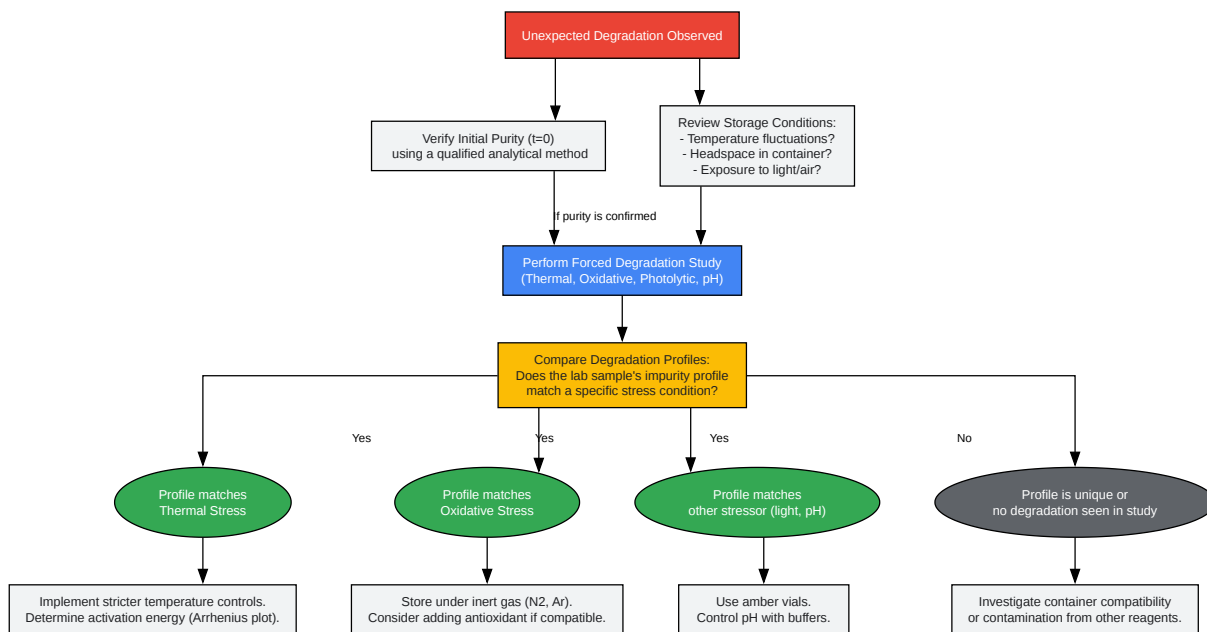 Unexpected Degradation Observed
Verify Initial Purity (t=0)
using a qualified analytical method
Review Storage Conditions:
- Temperature fluctuations?
- Headspace in container?
- Exposure to light/air?
If purity is confirmed
Perform Forced Degradation Study
(Thermal, Oxidative, Photolytic, pH)
Compare Degradation Profiles:
Does the lab sample's impurity profile
match a specific stress condition?
Yes
Yes
Yes
No
Profile matches
Thermal Stress
Profile matches
Oxidative Stress
Profile matches
other stressor (light, pH)
Profile is unique or
no degradation seen in study
Implement stricter temperature controls.
Determine activation energy (Arrhenius plot).
Store under inert gas (N2, Ar).
Consider adding antioxidant if compatible.
Use amber vials.
Control pH with buffers.
Investigate container compatibility
or contamination from other reagents.